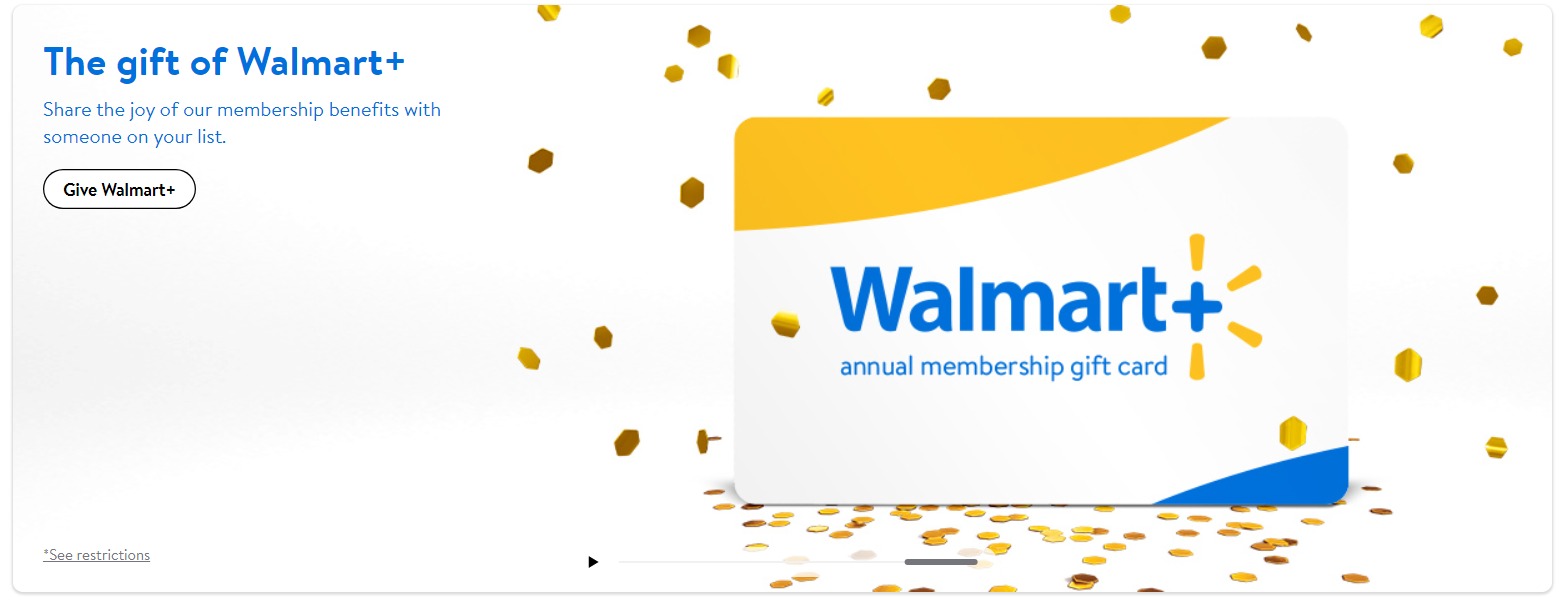 The gift of Walmart+
Share the joy of our membership benefits with
someone on your list.
Give Walmart+
Walmart+
annual membership gift card
*See restrictions